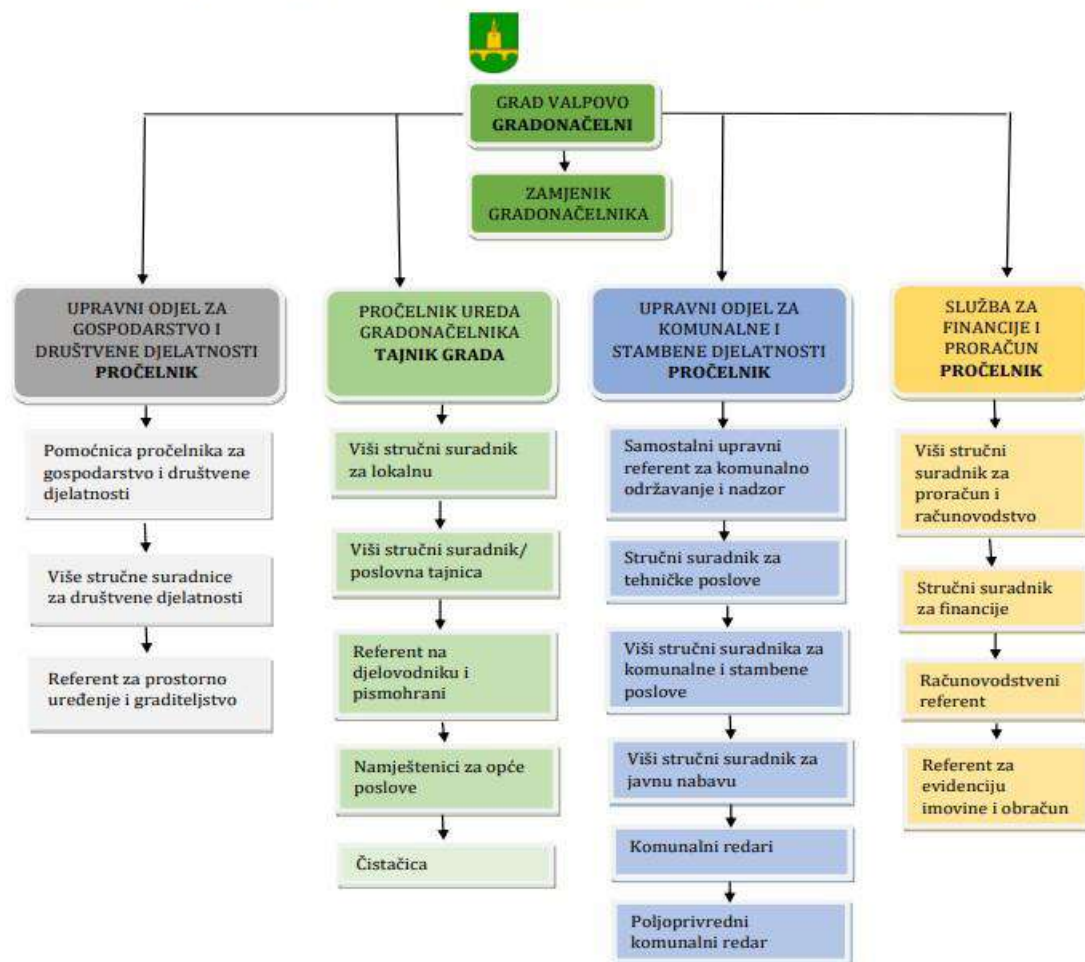 GRAD VALPOVO
GRADONAČELNI
ZAMJENIK
GRADONAČELNIKA
UPRAVNI ODJEL ZA
GOSPODARSTVO I
DRUŠTVENE DJELATNOSTI
PROČELNIK
Pomoćnica pročelnika za
gospodarstvo i društvene
djelatnosti
Više stručne suradnice
za društvene djelatnosti
Referent za prostorno
uređenje i graditeljstvo
PROČELNIK UREDA
GRADONAČELNIKA
TAJNIK GRADA
Viši stručni suradnik
za lokalnu
Viši stručni suradnik/
poslovna tajnica
Referent na
djelovodniku i
pismohrani
Namještenici za opće
poslove
Čistačica
UPRAVNI ODJEL ZA
KOMUNALNE I
STAMBENE DJELATNOSTI
PROČELNIK
Samostalni upravni
referent za komunalno
održavanje i nadzor
Stručni suradnik za
tehničke poslove
Viši stručni suradnika za
komunalne i stambene
poslove
Viši stručni suradnik za
javnu nabavu
Komunalni redari
Poljoprivredni
komunalni redar
SLUŽBA ZA
FINANCIJE I
PRORAČUN
PROČELNIK
Viši stručni
suradnik za
proračun i
računovodstvo
Stručni suradnik
za financije
Računovodstveni
referent
Referent za
evidenciju
imovine i obračun